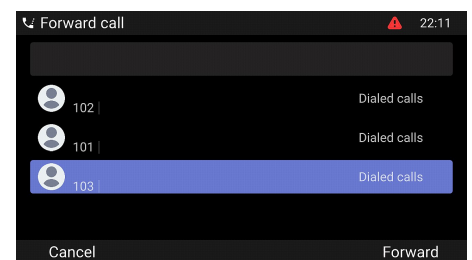 Forward call 22:11
102 | Dialed calls
101 | Dialed calls
103 | Dialed calls
Cancel Forward